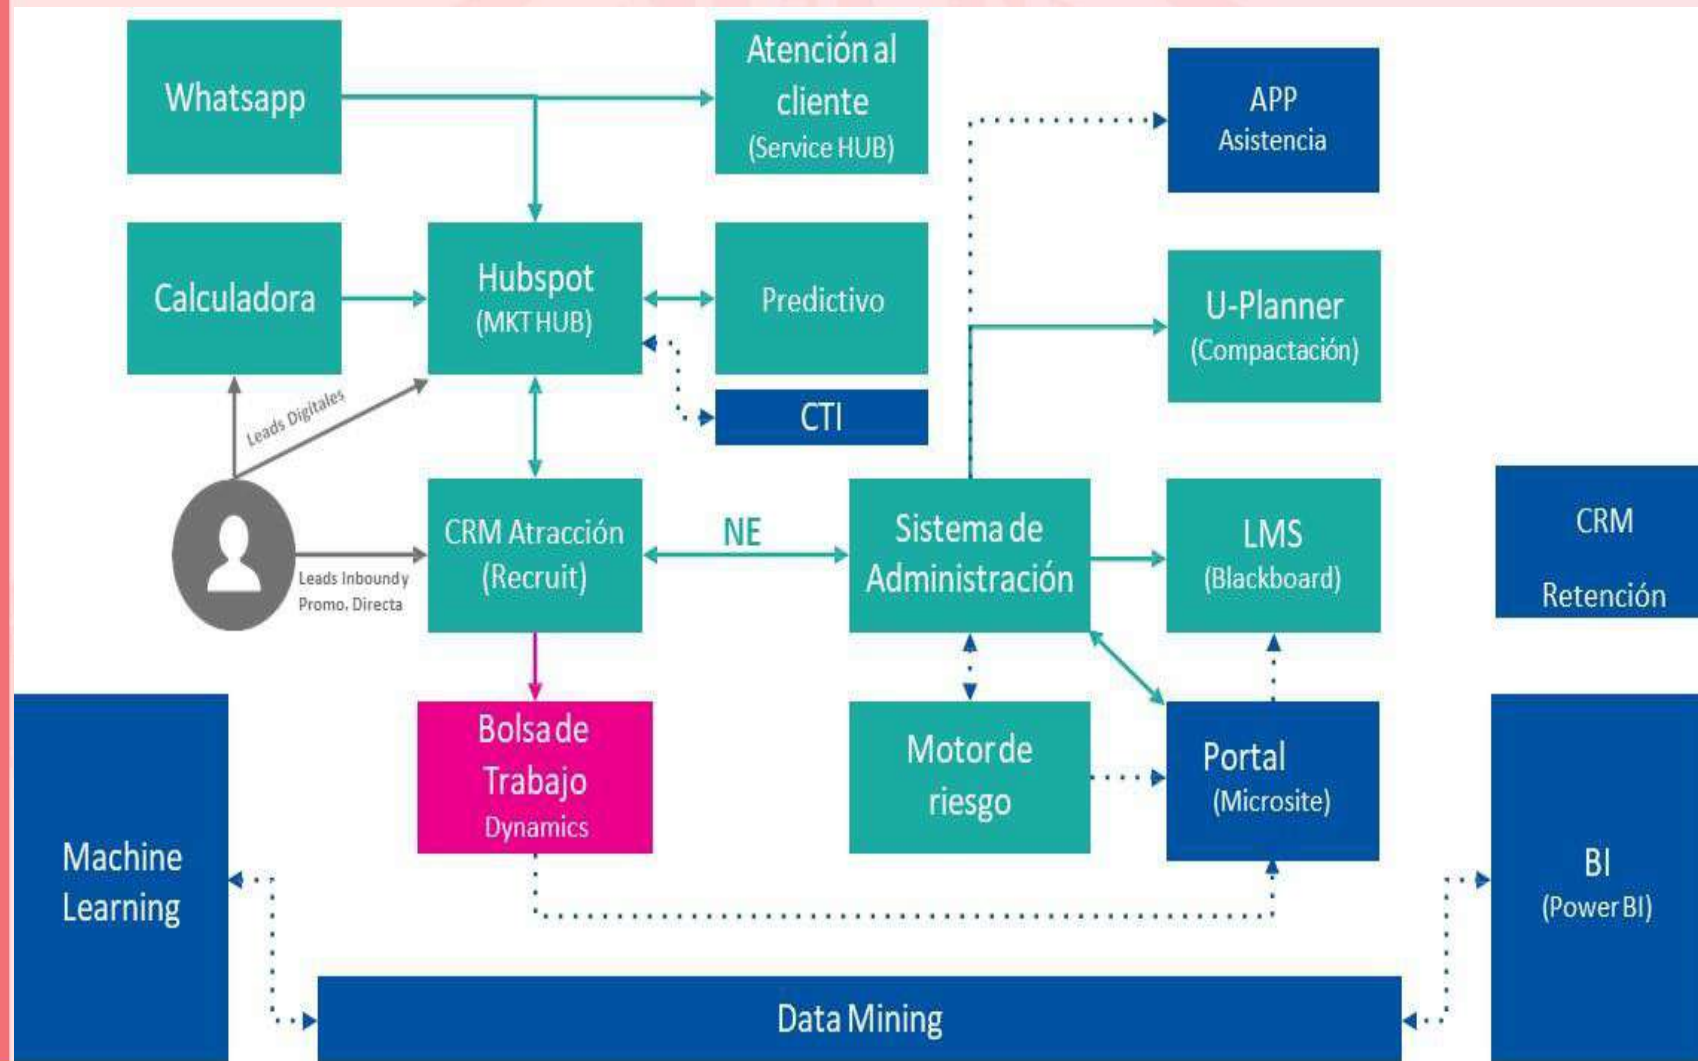 Whatsapp
Atención al
cliente
(Service HUB)
APP
Asistencia
Calculadora
Hubspot
(MKT HUB)
Predictivo
U-Planner
(Compactación)
CTI
Leads Digitales
CRM Atracción
(Recruit)
NE
Sistema de
Administración
LMS
(Blackboard)
CRM
Retención
Leads Inbound y
Promo. Directa
Bolsa de
Trabajo
Dynamics
Motor de
riesgo
Portal
(Microsite)
Machine
Learning
BI
(Power BI)
Data Mining